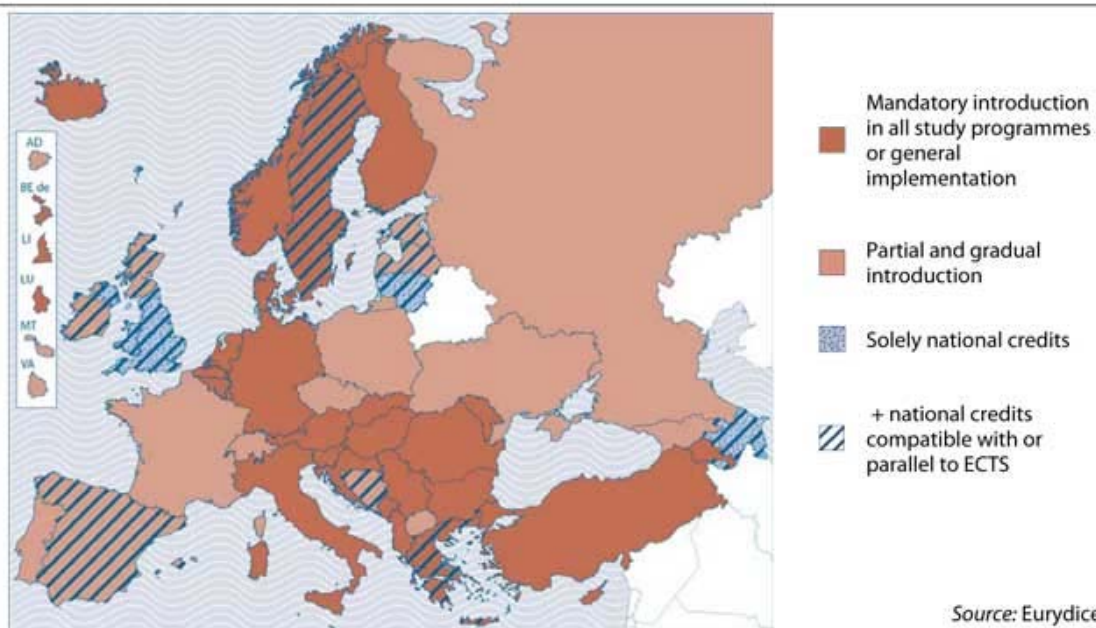 AD
BE de
LI
LU
MT
VA
Mandatory introduction
in all study programmes
or general
implementation
Partial and gradual
introduction
Solely national credits
+ national credits
compatible with or
parallel to ECTS
Source: Eurydice